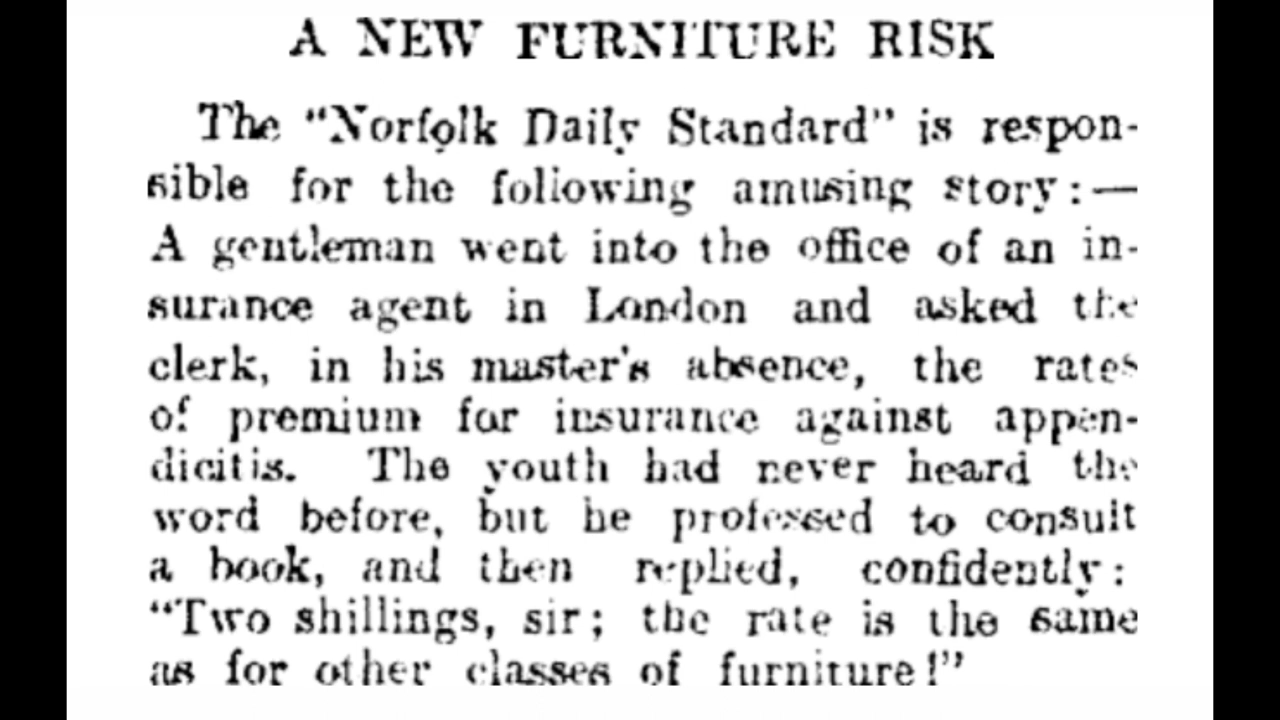 A NEW FURNITURE RISK
The "Norfolk Daily Standard" is respon-
sible for the following amusing story:—
A gentleman went into the office of an in-
surance agent in London and asked the
clerk, in his master's absence, the rates
of premium for insurance against appen-
dicitis. The youth had never heard the
word before, but he professed to consult
a book, and then replied, confidently:
"Two shillings, sir; the rate is the same
as for other classes of furniture!"